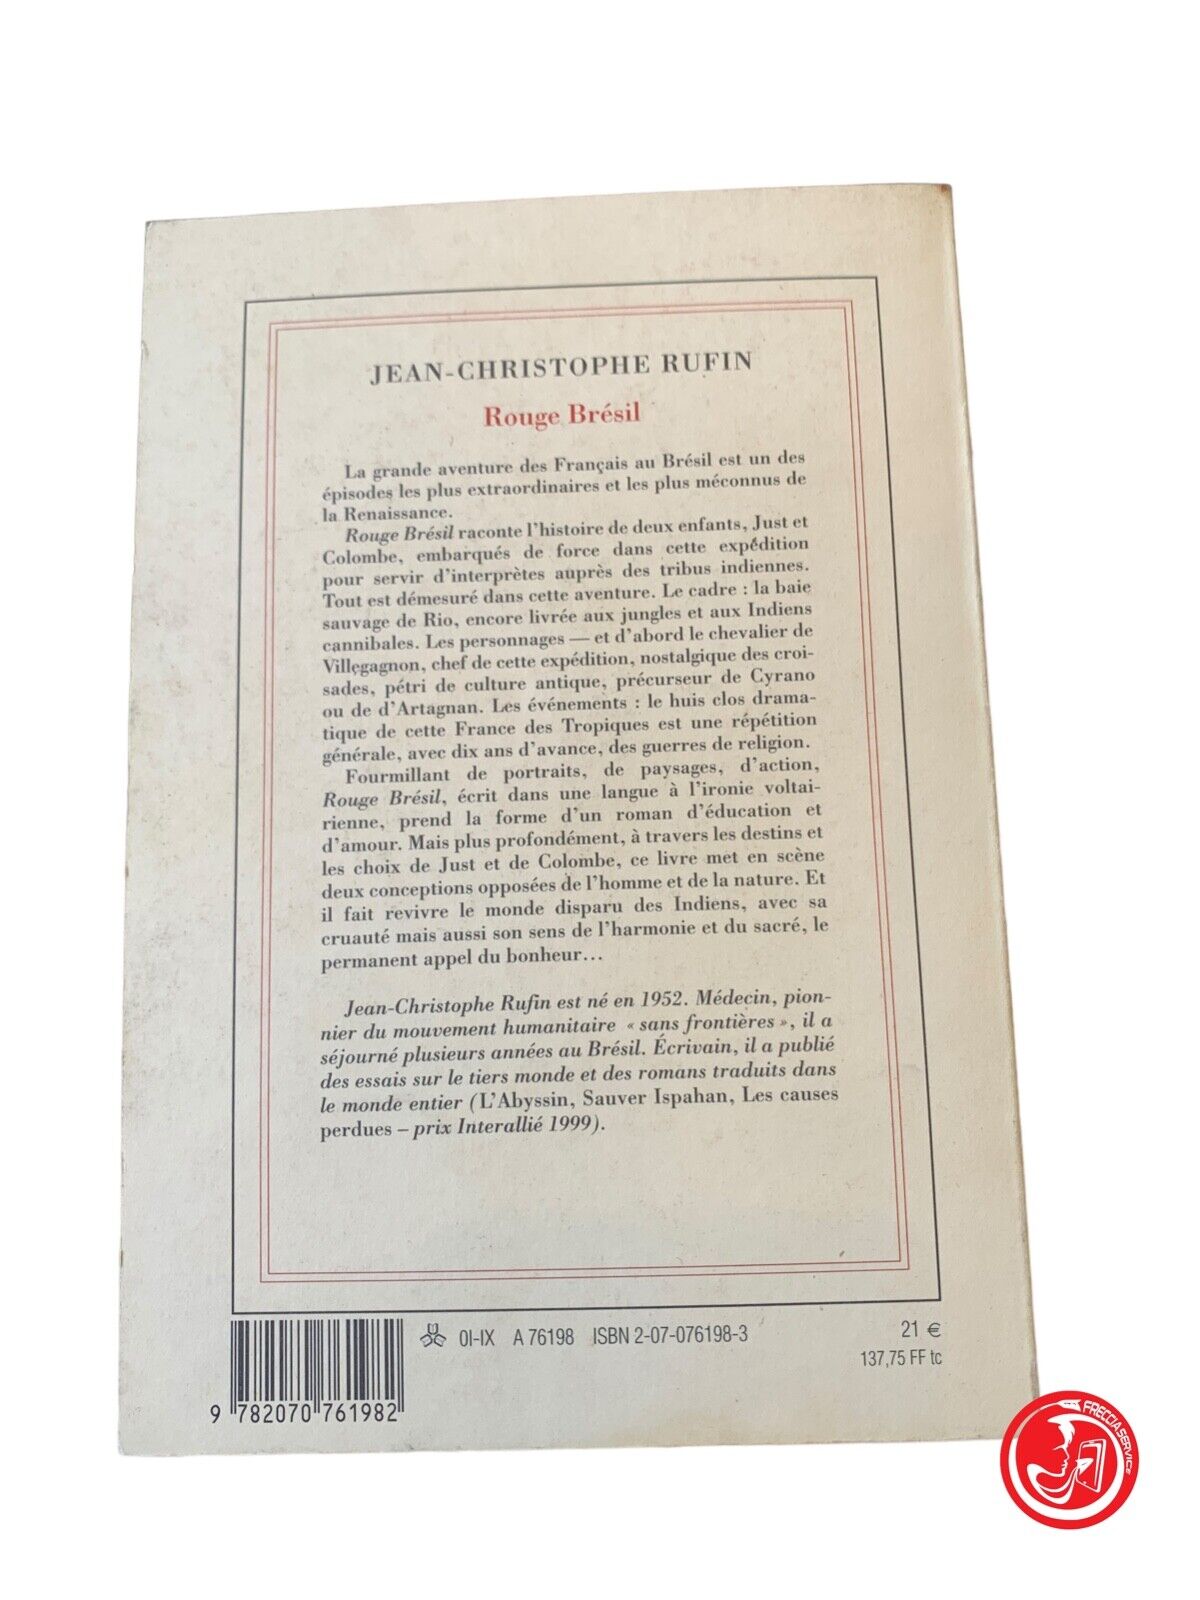 JEAN-CHRISTOPHE RUFIN
Rouge Brésil
La grande aventure des Français au Brésil est un des
épisodes les plus extraordinaires et les plus méconnus de
la Renaissance.
Rouge Brésil raconte l'histoire de deux enfants, Just et
Colombe, embarqués de force dans cette expédition
pour servir d'interprètes auprès des tribus indiennes.
Tout est démesuré dans cette aventure. Le cadre : la baie
sauvage de Rio, encore livrée aux jungles et aux Indiens
cannibales. Les personnages — et d'abord le chevalier de
Villegagnon, chef de cette expédition, nostalgique des croi-
sades, pétri de culture antique, précurseur de Cyrano
ou de d'Artagnan. Les événements : le huis clos drama-
tique de cette France des Tropiques est une répétition
générale, avec dix ans d'avance, des guerres de religion.
Fourmillant de portraits, de paysages, d'action,
Rouge Brésil, écrit dans une langue à l'ironie voltai-
rienne, prend la forme d'un roman d'éducation et
d'amour. Mais plus profondément, à travers les destins et
les choix de Just et de Colombe, ce livre met en scène
deux conceptions opposées de l'homme et de la nature. Et
il fait revivre le monde disparu des Indiens, avec sa
cruauté mais aussi son sens de l'harmonie et du sacré, le
permanent appel du bonheur...
Jean-Christophe Rufin est né en 1952. Médecin, pion-
nier du mouvement humanitaire « sans frontières », il a
séjourné plusieurs années au Brésil. Écrivain, il a publié
des essais sur le tiers monde et des romans traduits dans
le monde entier (L'Abyssin, Sauver Ispahan, Les causes
perdues – prix Interallié 1999).
01-IX A 76198 ISBN 2-07-076198-3
21 €
137,75 FF tc
9 782070 761982
FRECCIA.SERVICE